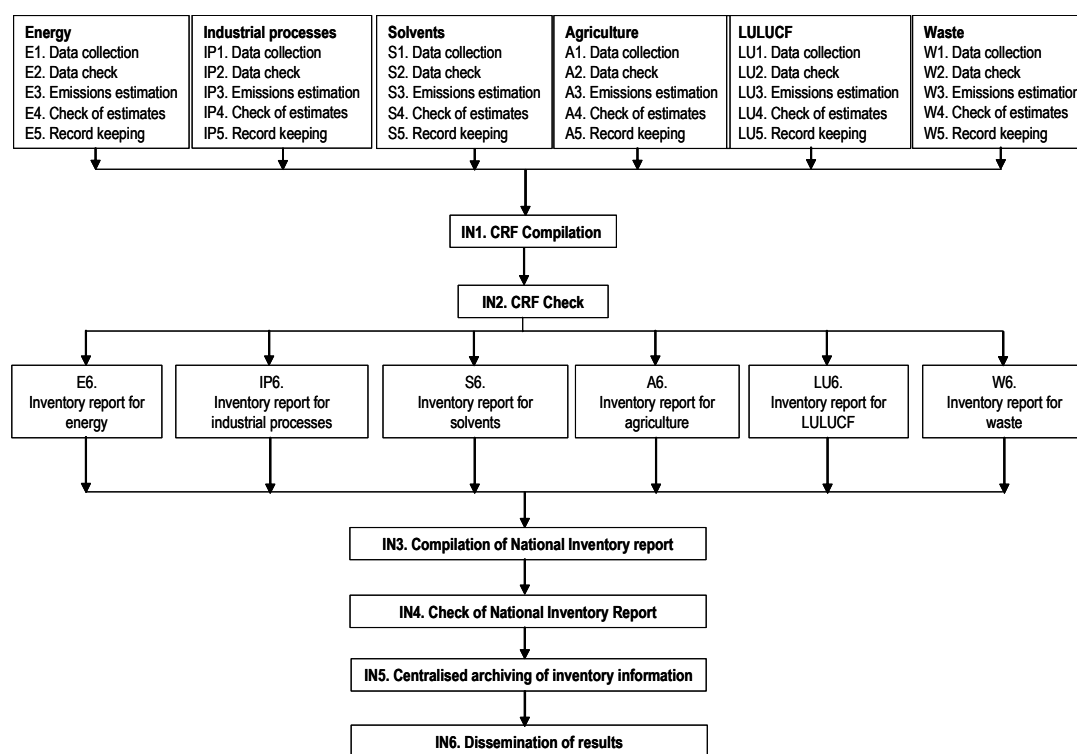 Energy
E1. Data collection
E2. Data check
E3. Emissions estimation
E4. Check of estimates
E5. Record keeping
Industrial processes
IP1. Data collection
IP2. Data check
IP3. Emissions estimation
IP4. Check of estimates
IP5. Record keeping
Solvents
S1. Data collection
S2. Data check
S3. Emissions estimation
S4. Check of estimates
S5. Record keeping
Agriculture
A1. Data collection
A2. Data check
A3. Emissions estimation
A4. Check of estimates
A5. Record keeping
LULUCF
LU1. Data collection
LU2. Data check
LU3. Emissions estimation
LU4. Check of estimates
LU5. Record keeping
Waste
W1. Data collection
W2. Data check
W3. Emissions estimation
W4. Check of estimates
W5. Record keeping
IN1. CRF Compilation
IN2. CRF Check
E6.
Inventory report for
energy
IP6.
Inventory report for
industrial processes
S6.
Inventory report for
solvents
A6.
Inventory report for
agriculture
LU6.
Inventory report for
LULUCF
W6.
Inventory report for
waste
IN3. Compilation of National Inventory report
IN4. Check of National Inventory Report
IN5. Centralised archiving of inventory information
IN6. Dissemination of results